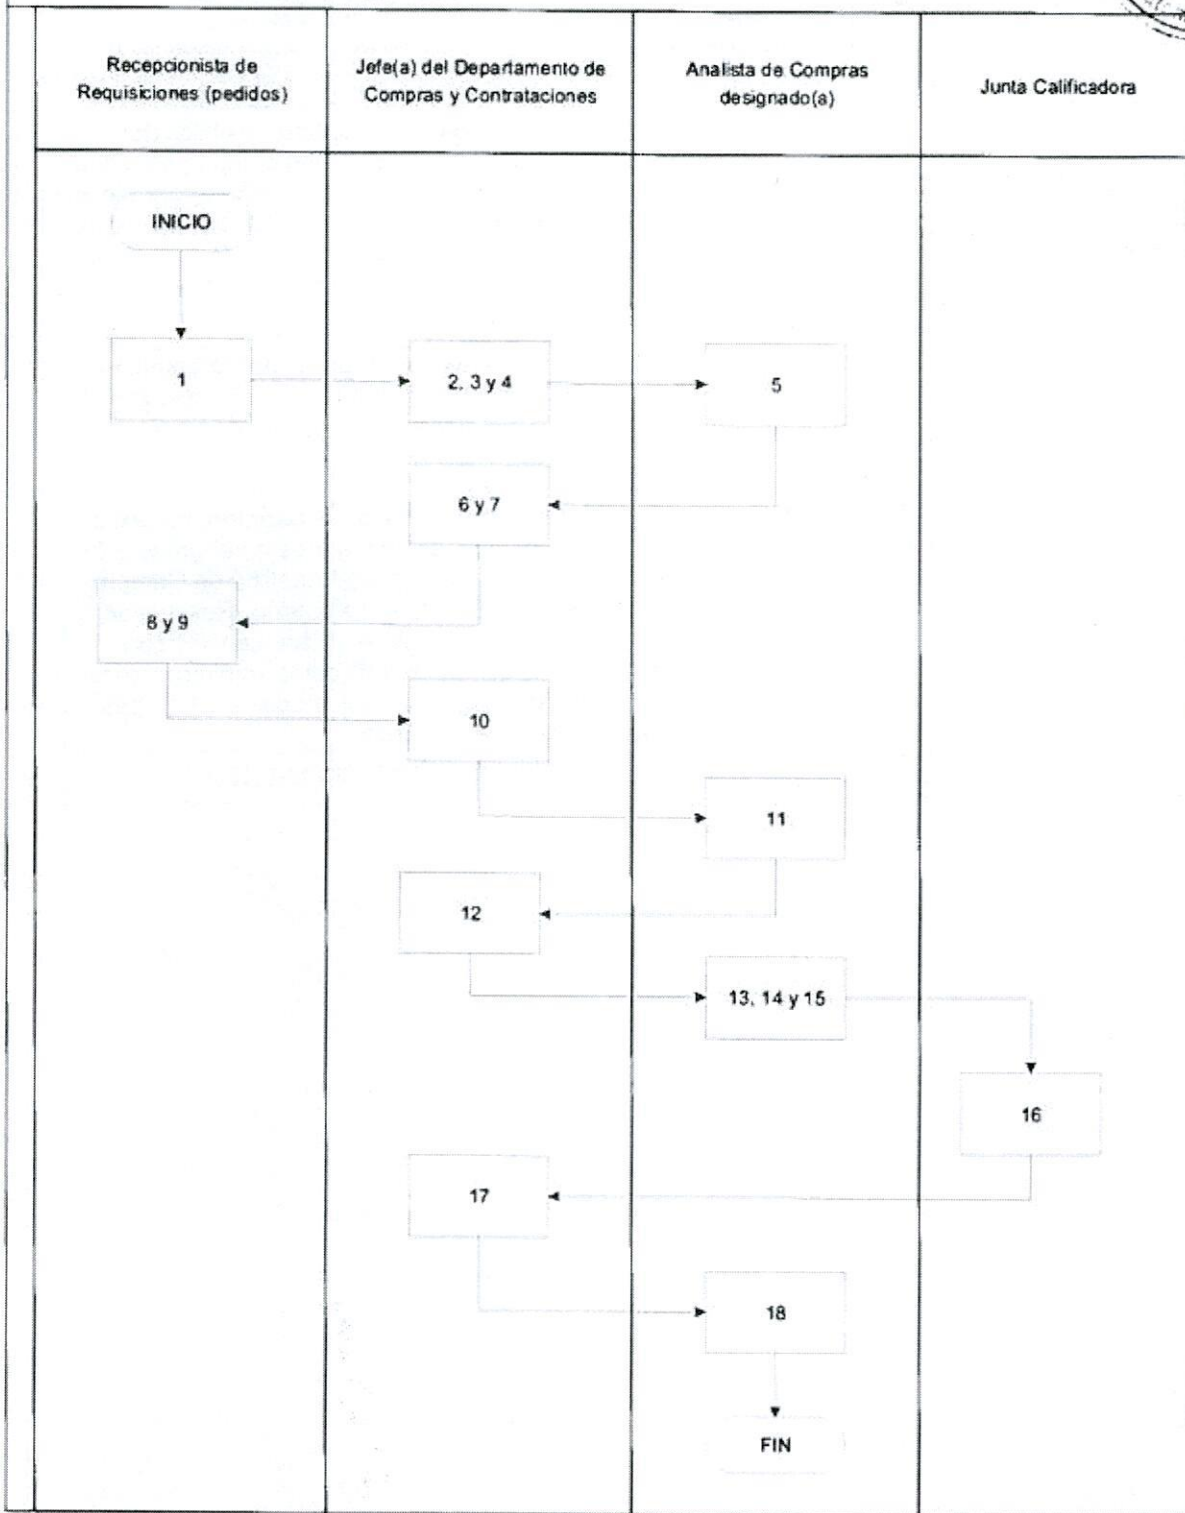 Recepcionista de
Requisiciones (pedidos)
Jefe(a) del Departamento de
Compras y Contrataciones
Analista de Compras
designado(a)
Junta Calificadora
INICIO
1
2, 3 y 4
5
6 y 7
8 y 9
10
11
12
13, 14 y 15
16
17
18
FIN